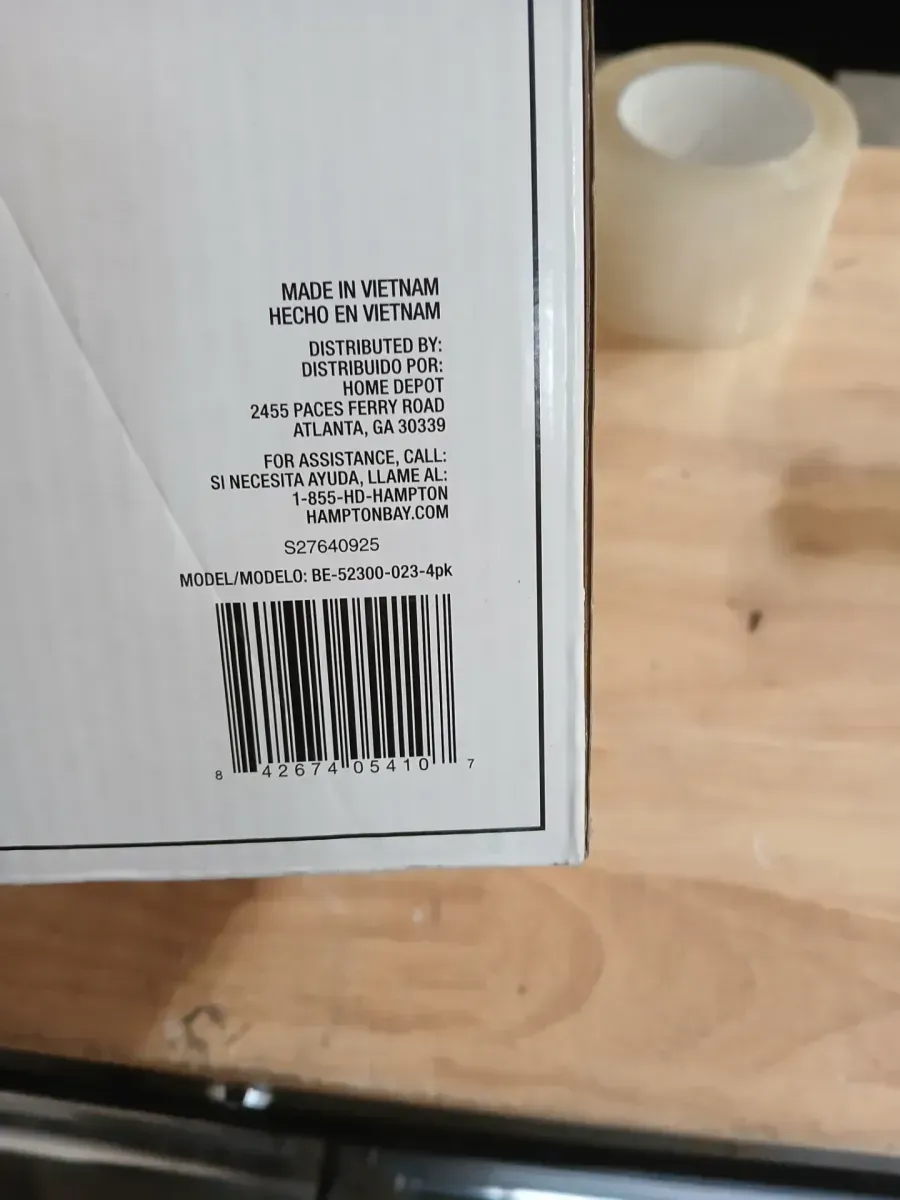 MADE IN VIETNAM
HECHO EN VIETNAM
DISTRIBUTED BY:
DISTRIBUIDO POR:
HOME DEPOT
2455 PACES FERRY ROAD
ATLANTA, GA 30339
FOR ASSISTANCE, CALL:
SI NECESITA AYUDA, LLAME AL:
1-855-HD-HAMPTON
HAMPTONBAY.COM
S27640925
MODEL/MODELO: BE-52300-023-4pk
8 42674 05410 7